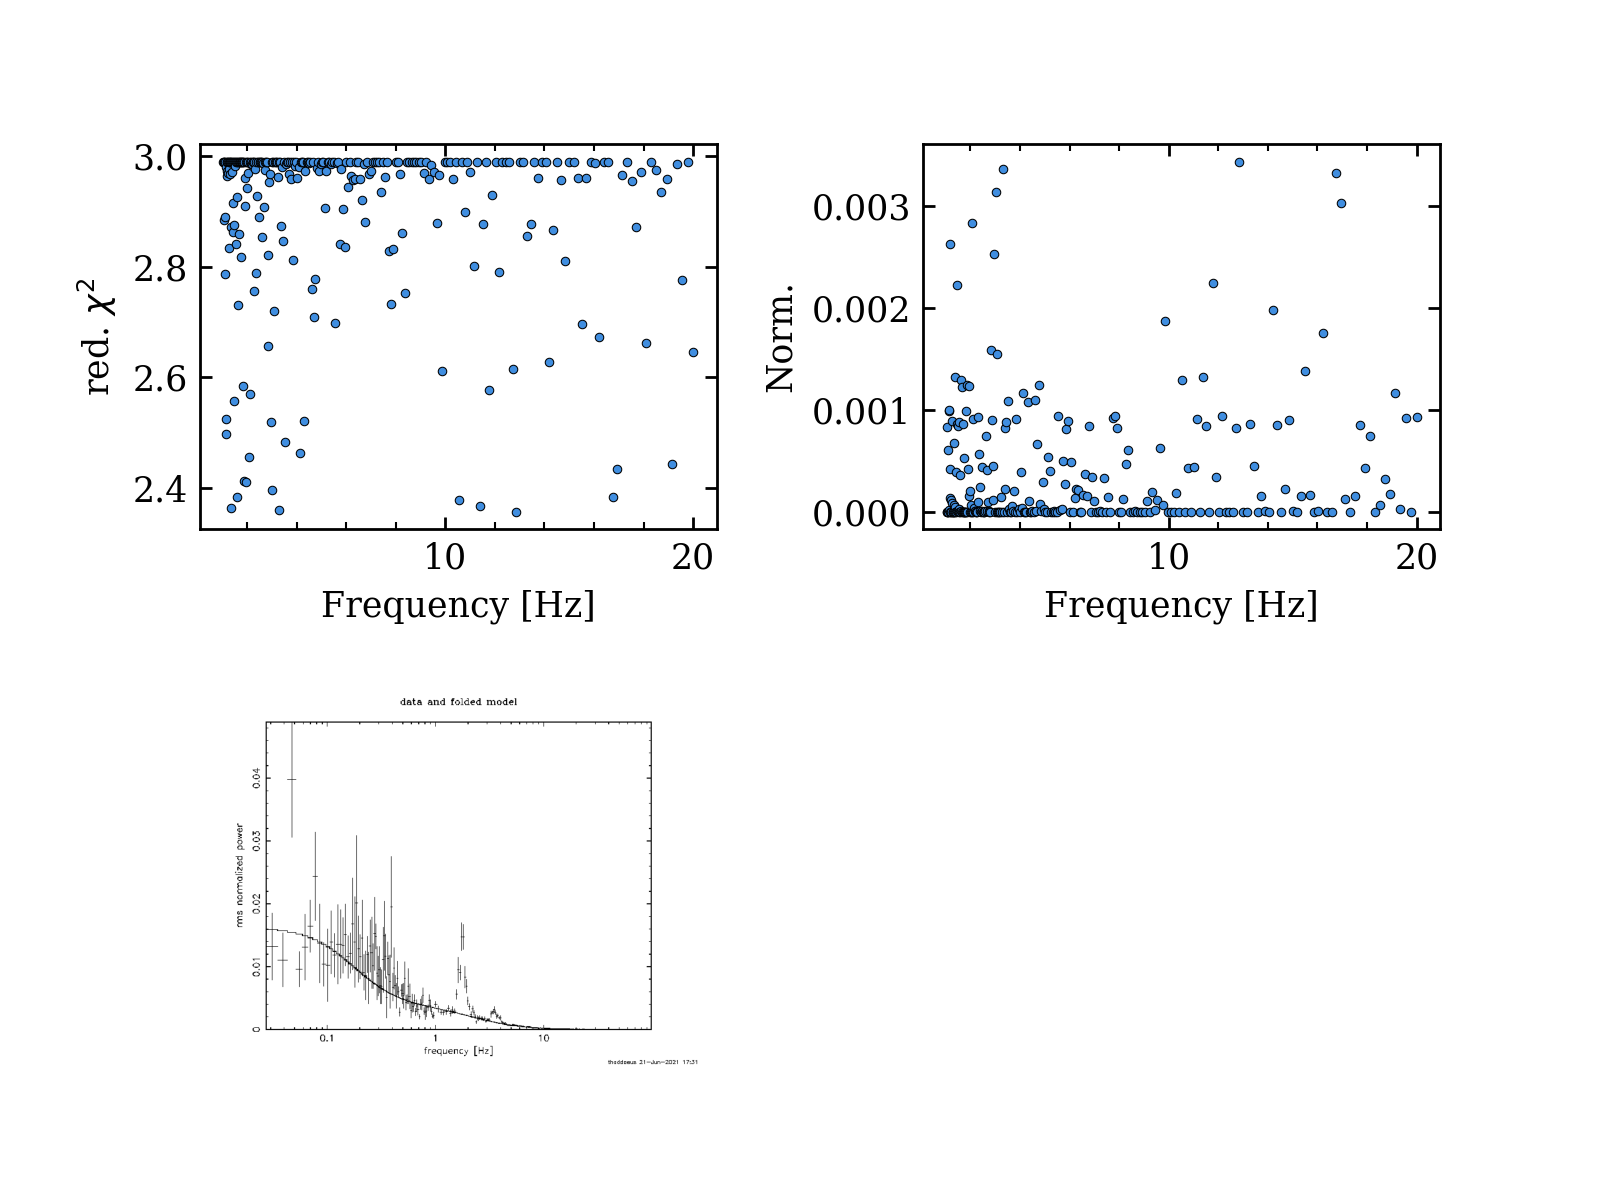 3.0
2.8
2.6
2.4
red. χ²
10 20
Frequency [Hz]
0.003
0.002
0.001
0.000
Norm.
10 20
Frequency [Hz]
data and folded model
0.04
0.03
0.02
0.01
0
rms normalized power
0.1 1 10
frequency [Hz]
thaddaeus 21-Jun-2021 17:31